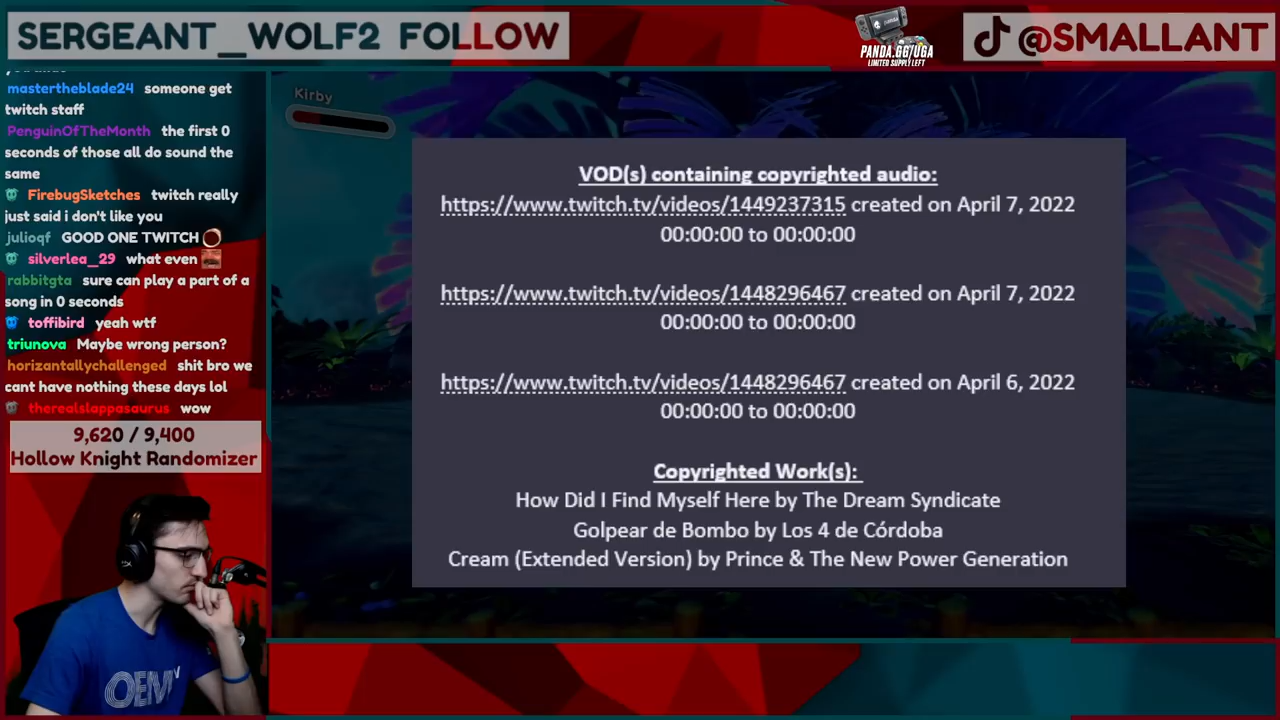 SERGEANT_WOLF2 FOLLOW
PANDA.GG/UGA
LIMITED SUPPLY LEFT
@SMALLANT
mastertheblade24 someone get
twitch staff
PenguinOfTheMonth the first 0
seconds of those all do sound the
same
FirebugSketches twitch really
just said i don't like you
julioqf GOOD ONE TWITCH
silverlea_29 what even
rabbitgta sure can play a part of a
song in 0 seconds
toffibird yeah wtf
triunova Maybe wrong person?
horizantallychallenged shit bro we
cant have nothing these days lol
therealslappasaurus wow
9,620 / 9,400
Hollow Knight Randomizer
Kirby
VOD(s) containing copyrighted audio:
https://www.twitch.tv/videos/1449237315 created on April 7, 2022
00:00:00 to 00:00:00
https://www.twitch.tv/videos/1448296467 created on April 7, 2022
00:00:00 to 00:00:00
https://www.twitch.tv/videos/1448296467 created on April 6, 2022
00:00:00 to 00:00:00
Copyrighted Work(s):
How Did I Find Myself Here by The Dream Syndicate
Golpear de Bombo by Los 4 de Córdoba
Cream (Extended Version) by Prince & The New Power Generation